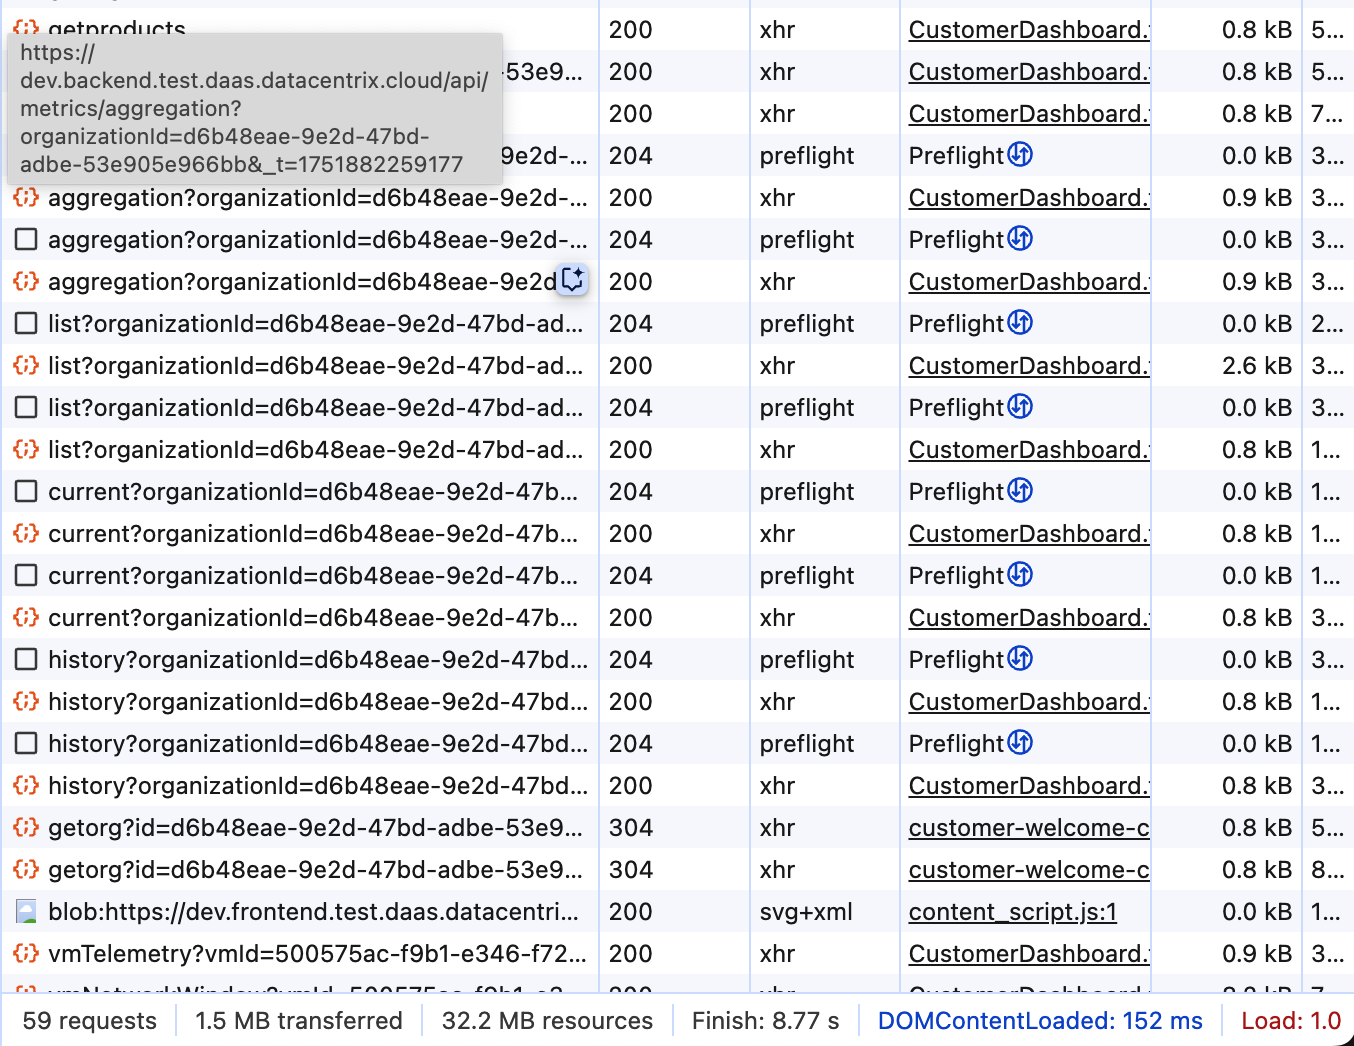 getproducts 200 xhr CustomerDashboard. 0.8 kB 5...
https://
dev.backend.test.daas.datacentrix.cloud/api/
metrics/aggregation?
organizationId=d6b48eae-9e2d-47bd-
adbe-53e905e966bb&_t=1751882259177
-53e9... 200 xhr CustomerDashboard. 0.8 kB 5...
200 xhr CustomerDashboard. 0.8 kB 7...
9e2d-... 204 preflight Preflight 0.0 kB 3...
aggregation?organizationId=d6b48eae-9e2d-... 200 xhr CustomerDashboard. 0.9 kB 3...
aggregation?organizationId=d6b48eae-9e2d-... 204 preflight Preflight 0.0 kB 3...
aggregation?organizationId=d6b48eae-9e2d 200 xhr CustomerDashboard. 0.9 kB 3...
list?organizationId=d6b48eae-9e2d-47bd-ad... 204 preflight Preflight 0.0 kB 2...
list?organizationId=d6b48eae-9e2d-47bd-ad... 200 xhr CustomerDashboard. 2.6 kB 3...
list?organizationId=d6b48eae-9e2d-47bd-ad... 204 preflight Preflight 0.0 kB 3...
list?organizationId=d6b48eae-9e2d-47bd-ad... 200 xhr CustomerDashboard. 0.8 kB 1...
current?organizationId=d6b48eae-9e2d-47b... 204 preflight Preflight 0.0 kB 1...
current?organizationId=d6b48eae-9e2d-47b... 200 xhr CustomerDashboard. 0.8 kB 1...
current?organizationId=d6b48eae-9e2d-47b... 204 preflight Preflight 0.0 kB 1...
current?organizationId=d6b48eae-9e2d-47b... 200 xhr CustomerDashboard. 0.8 kB 3...
history?organizationId=d6b48eae-9e2d-47bd... 204 preflight Preflight 0.0 kB 3...
history?organizationId=d6b48eae-9e2d-47bd... 200 xhr CustomerDashboard. 0.8 kB 1...
history?organizationId=d6b48eae-9e2d-47bd... 204 preflight Preflight 0.0 kB 1...
history?organizationId=d6b48eae-9e2d-47bd... 200 xhr CustomerDashboard. 0.8 kB 3...
getorg?id=d6b48eae-9e2d-47bd-adbe-53e9... 304 xhr customer-welcome-c 0.8 kB 5...
getorg?id=d6b48eae-9e2d-47bd-adbe-53e9... 304 xhr customer-welcome-c 0.8 kB 8...
blob:https://dev.frontend.test.daas.datacentri... 200 svg+xml content_script.js:1 0.0 kB 1...
vmTelemetry?vmId=500575ac-f9b1-e346-f72... 200 xhr CustomerDashboard. 0.9 kB 3...
59 requests 1.5 MB transferred 32.2 MB resources Finish: 8.77 s DOMContentLoaded: 152 ms Load: 1.0